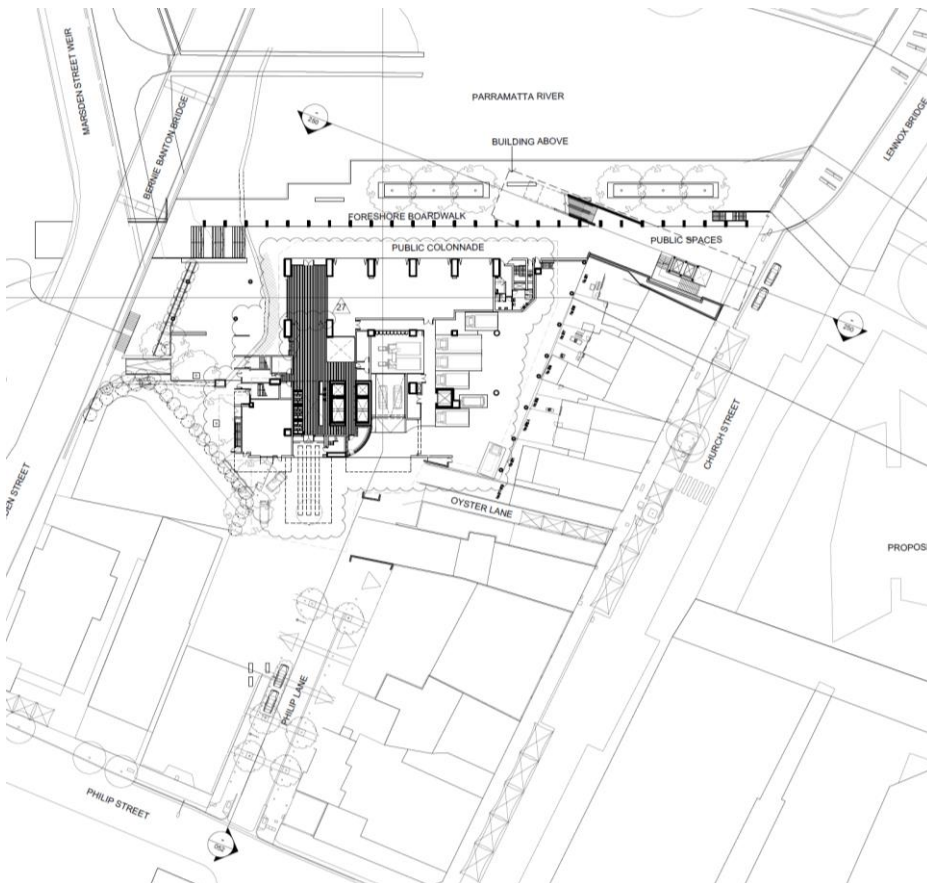 MARSDEN STREET WEIR
BERNIE BANTON BRIDGE
PARRAMATTA RIVER
LENNOX BRIDGE
BUILDING ABOVE
FORESHORE BOARDWALK
PUBLIC COLONNADE
PUBLIC SPACES
27
CHURCH STREET
DEN STREET
OYSTER LANE
PROPOS
PHILIP LANE
PHILIP STREET